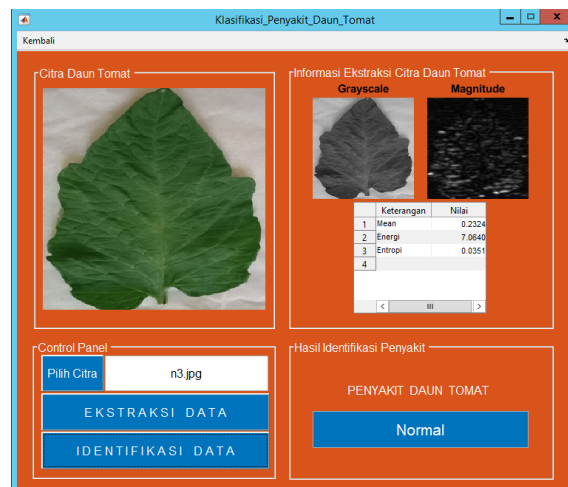 Klasifikasi_Penyakit_Daun_Tomat
Kembali
Citra Daun Tomat
Informasi Ekstraksi Citra Daun Tomat
Grayscale Magnitude
Keterangan Nilai
1 Mean 0.2324
2 Energi 7.0640
3 Entropi 0.0351
4
Control Panel
Pilih Citra n3.jpg
EKSTRAKSI DATA
IDENTIFIKASI DATA
Hasil Identifikasi Penyakit
PENYAKIT DAUN TOMAT
Normal